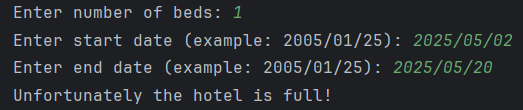 Enter number of beds: 1
Enter start date (example: 2005/01/25): 2025/05/02
Enter end date (example: 2005/01/25): 2025/05/20
Unfortunately the hotel is full!